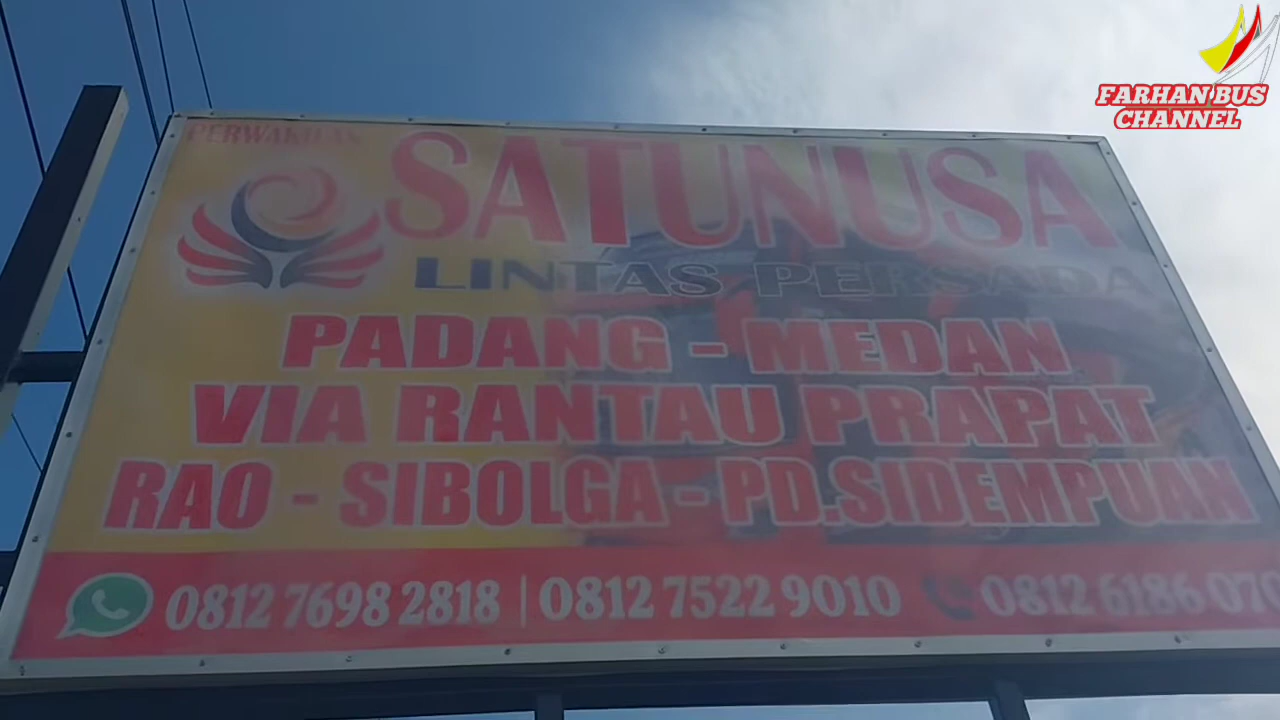 FARHAN BUS
CHANNEL
PERWAKILAN
SATUNUSA
LINTAS PERSADA
PADANG - MEDAN
VIA RANTAU PRAPAT
RAO - SIBOLGA - PD.SIDEMPUAN
0812 7698 2818 | 0812 7522 9010 0812 6186